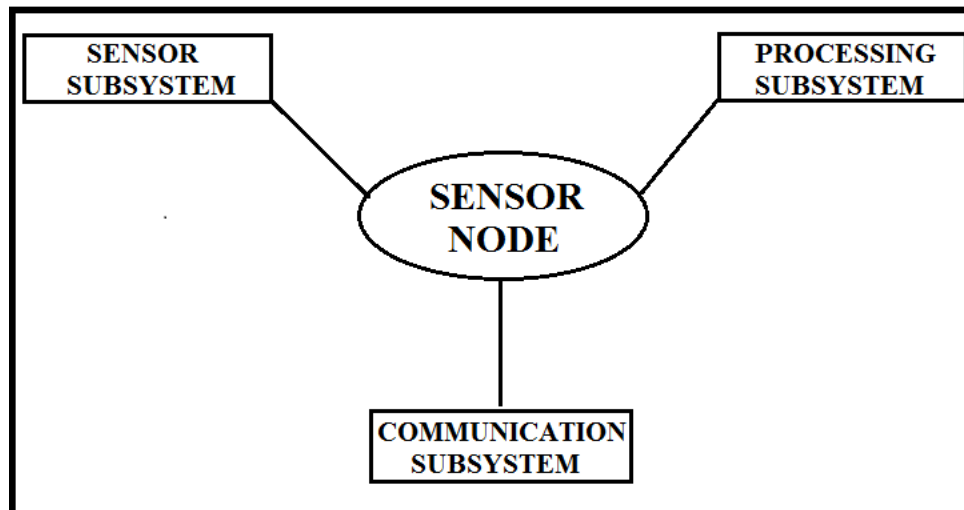 SENSOR
SUBSYSTEM
PROCESSING
SUBSYSTEM
SENSOR
NODE
COMMUNICATION
SUBSYSTEM